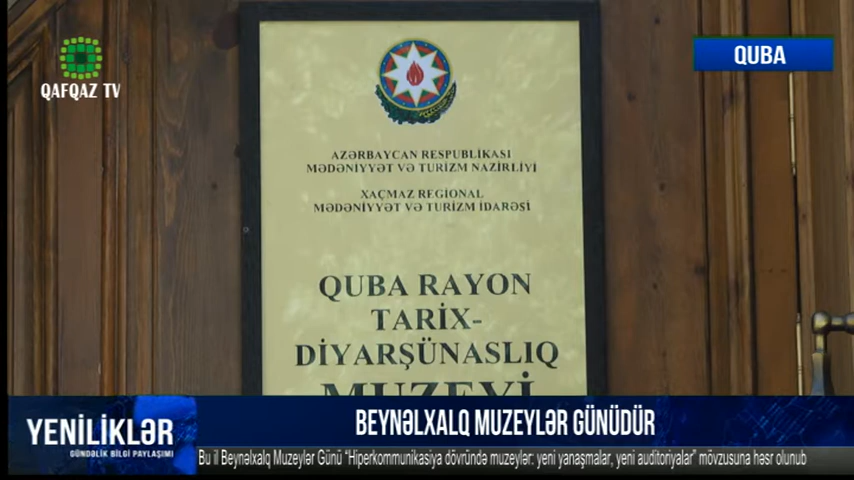 QAFQAZ TV
QUBA
AZƏRBAYCAN RESPUBLİKASI
MƏDƏNİYYƏT VƏ TURİZM NAZİRLİYİ
XAÇMAZ REGIONAL
MƏDƏNİYYƏT VƏ TURİZM İDARƏSİ
QUBA RAYON
TARİX-
DİYARŞÜNASLIQ
MUZEYİ
BEYNƏLXALQ MUZEYLƏR GÜNÜDÜR
YENİLİKLƏR
GÜNDƏLİK BİLGİ PAYLAŞIMI
Bu il Beynəlxalq Muzeylər Günü “Hiperkommunikasiya dövründə muzeylər: yeni yanaşmalar, yeni auditoriyalar” mövzusuna həsr olunub